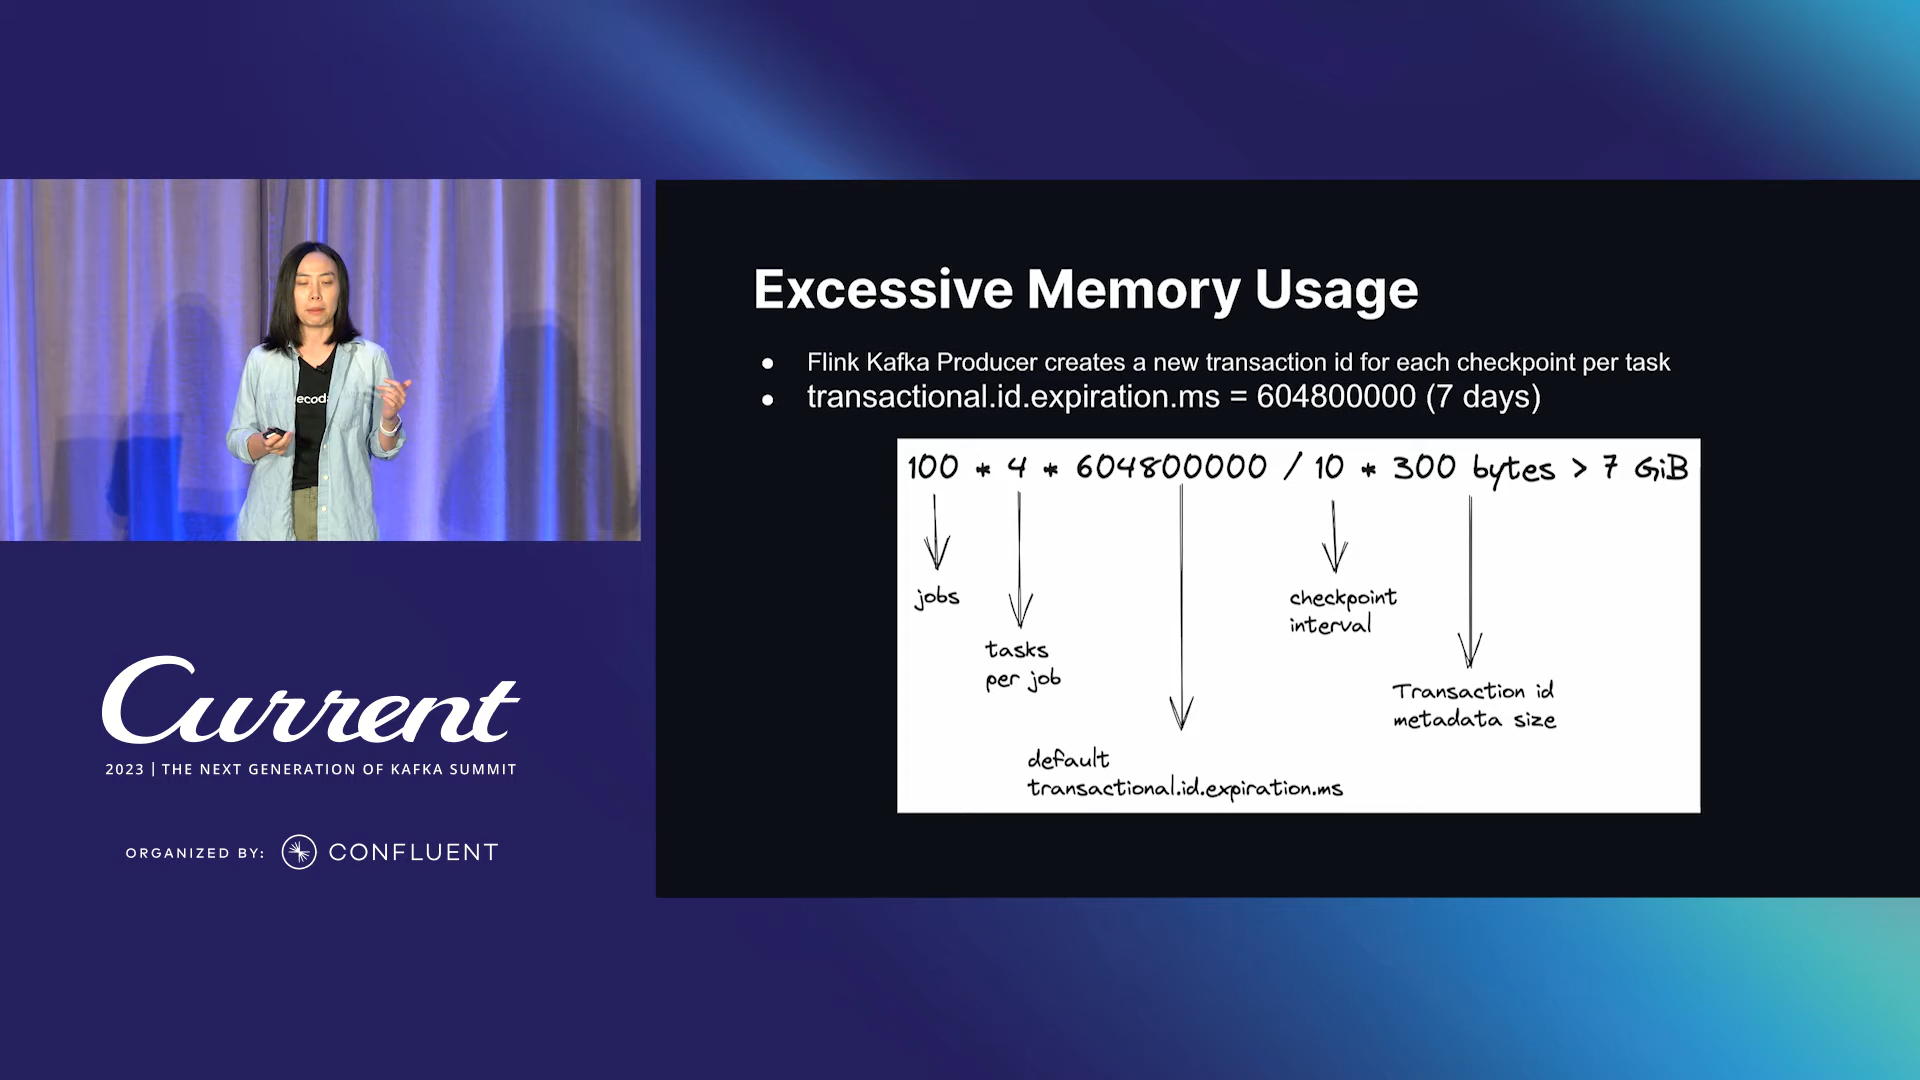 ecod
Current
2023 | THE NEXT GENERATION OF KAFKA SUMMIT
ORGANIZED BY: CONFLUENT
Excessive Memory Usage
● Flink Kafka Producer creates a new transaction id for each checkpoint per task
● transactional.id.expiration.ms = 604800000 (7 days)
100 * 4 * 604800000 / 10 * 300 bytes > 7 GiB
jobs
tasks
per job
default
transactional.id.expiration.ms
checkpoint
interval
Transaction id
metadata size